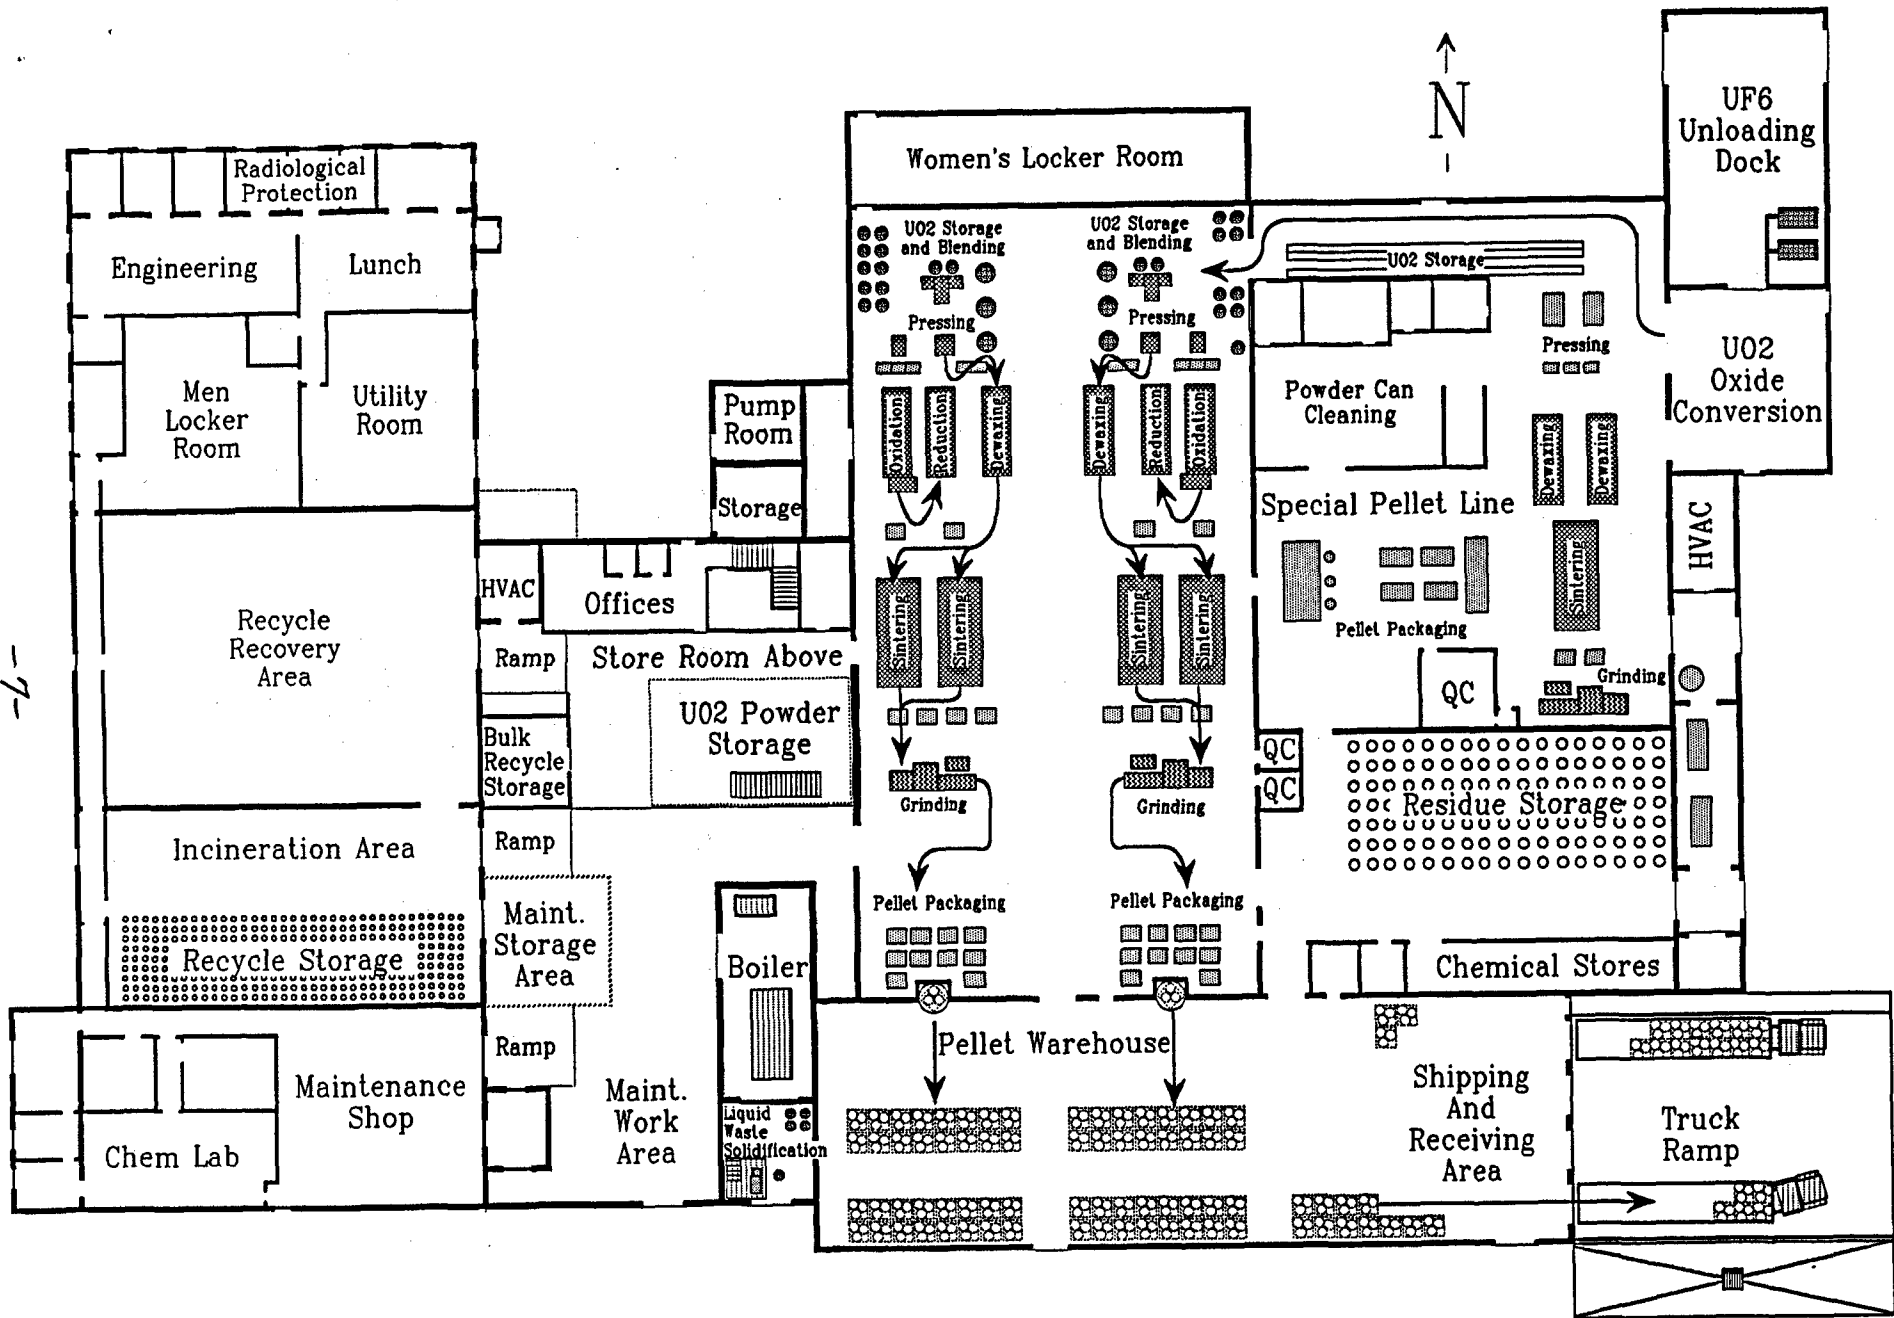 N
UF6
Unloading
Dock
Women's Locker Room
Radiological
Protection
Engineering
Lunch
Men
Locker
Room
Utility
Room
Pump
Room
Storage
U02 Storage
and Blending
Pressing
Oxidation
Reduction
Dewaxing
U02 Storage
and Blending
Pressing
Dewaxing
Reduction
Oxidation
U02 Storage
Powder Can
Cleaning
Pressing
Dewaxing
Dewaxing
U02
Oxide
Conversion
Special Pellet Line
HVAC
Sintering
Pellet Packaging
Grinding
QC
HVAC
Offices
Recycle
Recovery
Area
Ramp
Store Room Above
U02 Powder
Storage
Bulk
Recycle
Storage
Sintering
Sintering
Sintering
Sintering
Grinding
Grinding
QC
QC
Residue Storage
-7-
Incineration Area
Ramp
Recycle Storage
Maint.
Storage
Area
Boiler
Pellet Packaging
Pellet Packaging
Chemical Stores
Ramp
Maintenance
Shop
Chem Lab
Maint.
Work
Area
Liquid
Waste
Solidification
Pellet Warehouse
Shipping
And
Receiving
Area
Truck
Ramp